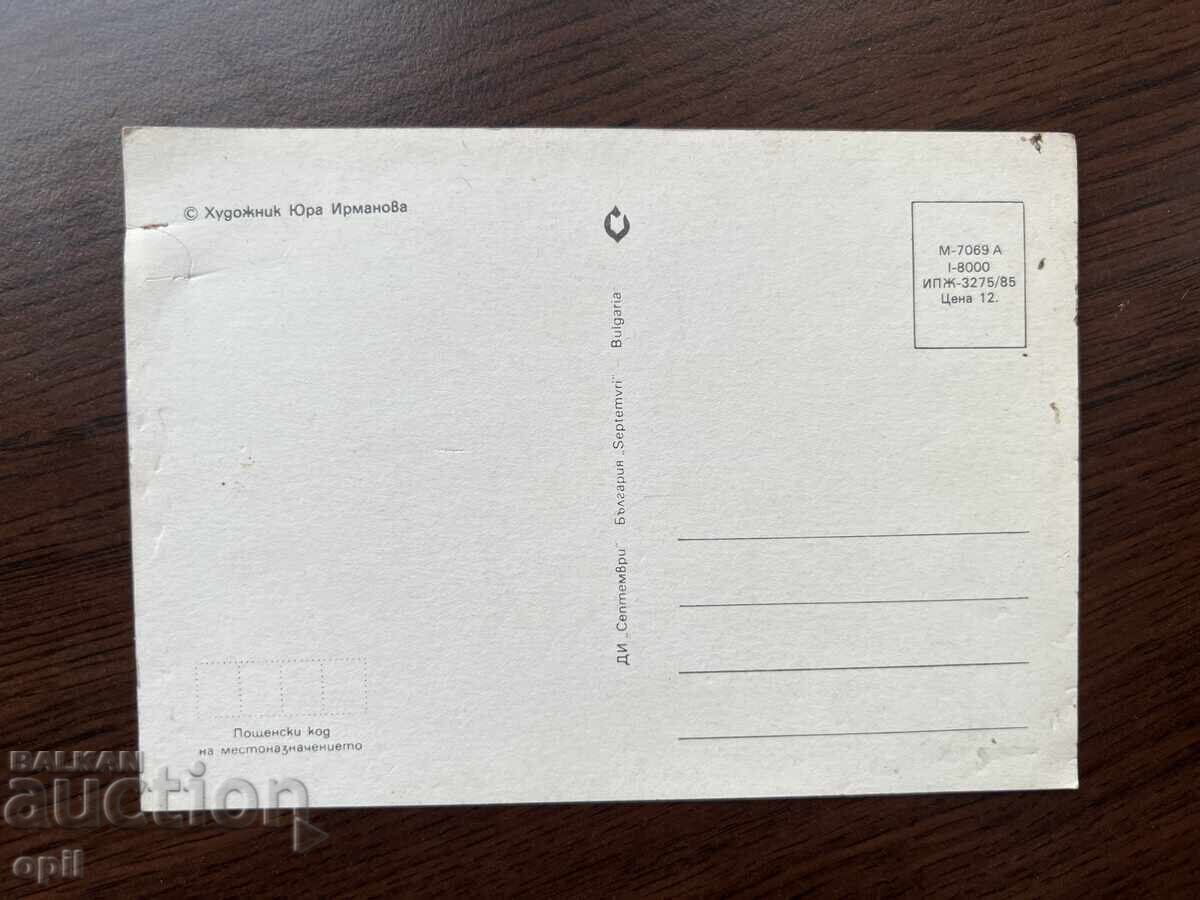 © Художник Юра Ирманова
М-7069 А
I-8000
ИПЖ-3275/85
Цена 12.
ДИ „Септември" България „Septemvri" Bulgaria
Пощенски код
на местоназначението
BALKAN
auction
opil